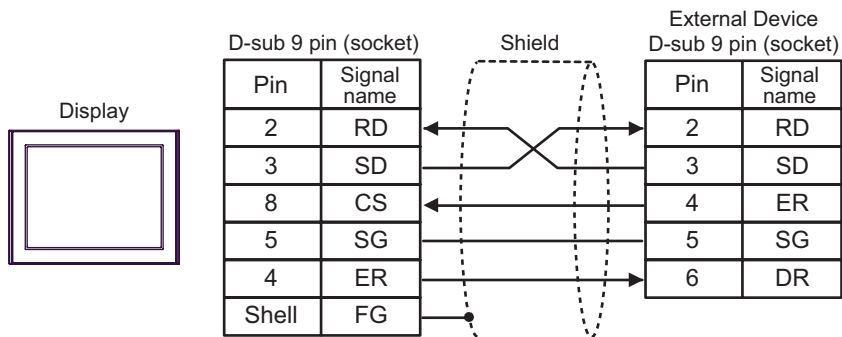 External Device
D-sub 9 pin (socket) Shield D-sub 9 pin (socket)
Display
Pin Signal name Pin Signal name
2 RD 2 RD
3 SD 3 SD
8 CS 4 ER
5 SG 5 SG
4 ER 6 DR
Shell FG